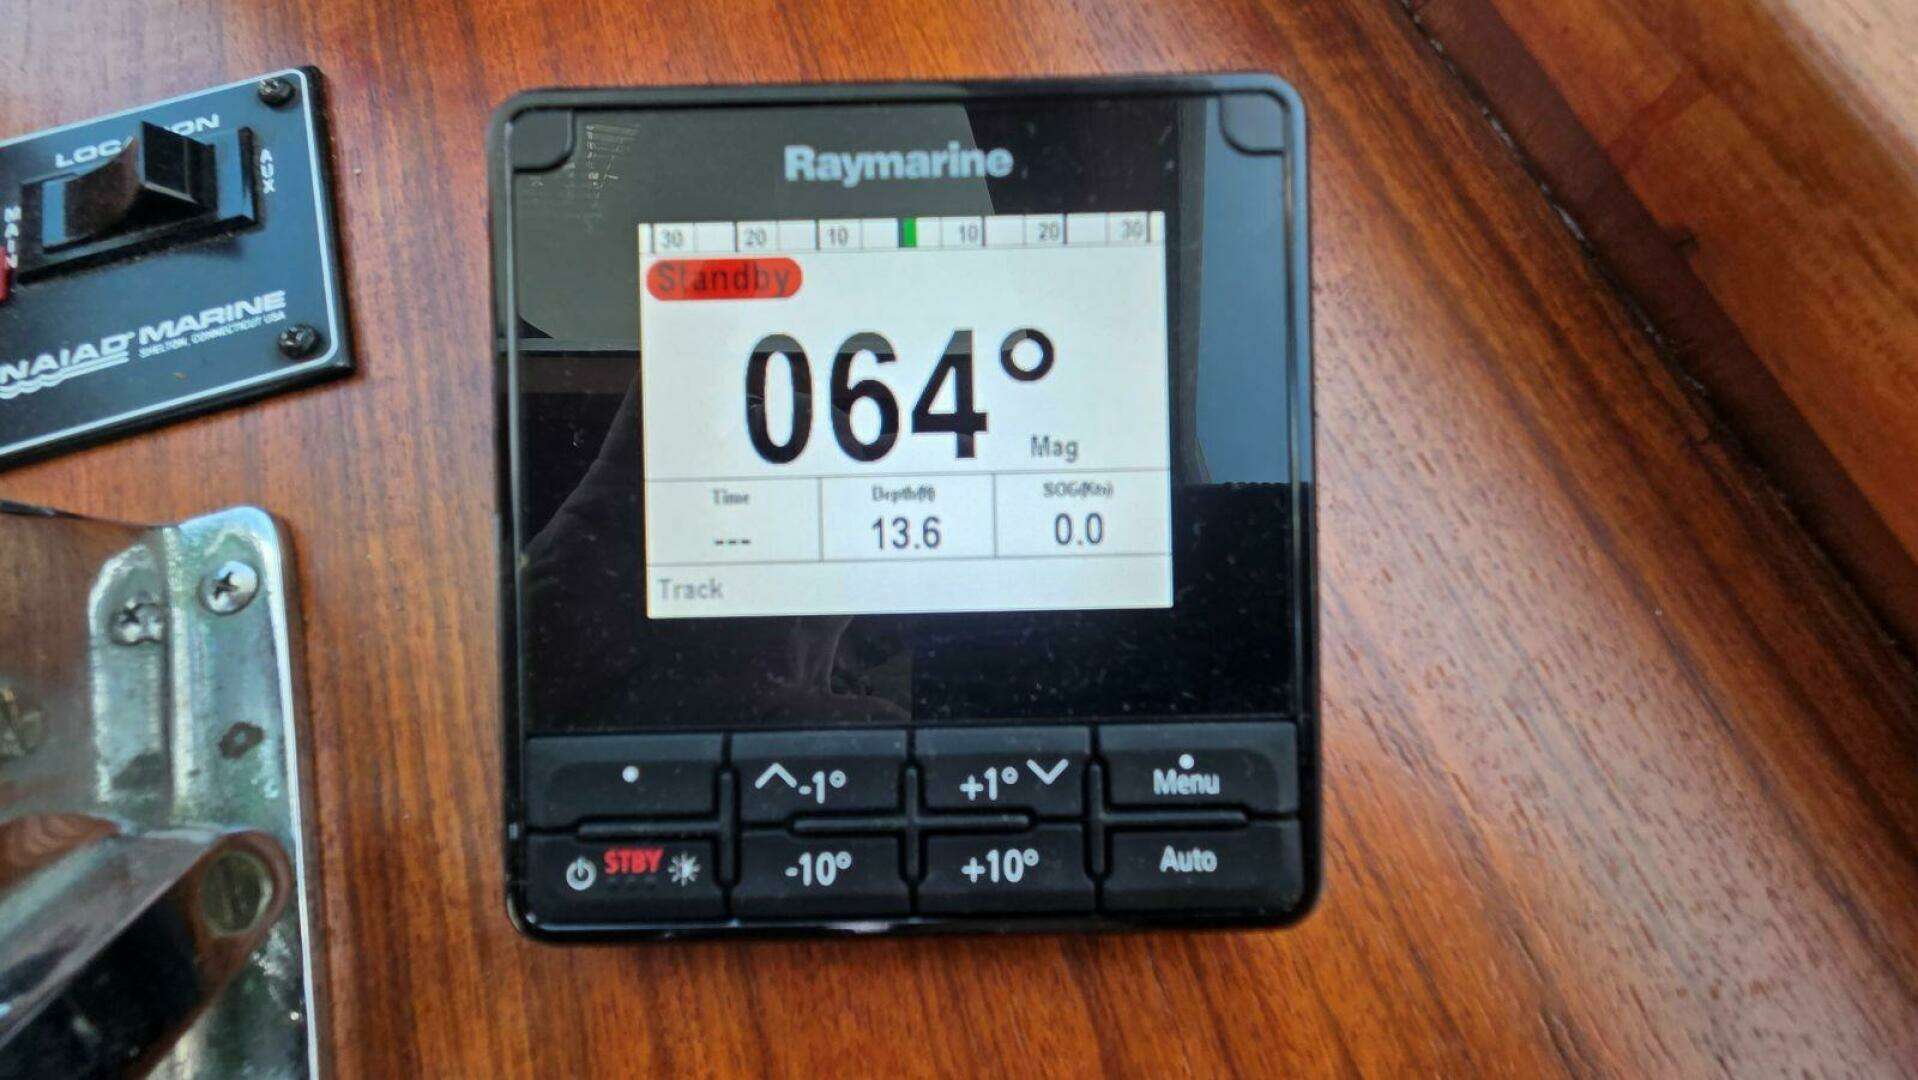 LOCATION
AUX
MAIN
NAIAD® MARINE
SHELTON, CONNECTICUT USA
Raymarine
30 20 10 10 20 30
Standby
064°
Mag
Time Depth(ft) SOG(Kts)
--- 13.6 0.0
Track
-1° +1° Menu
STBY -10° +10° Auto